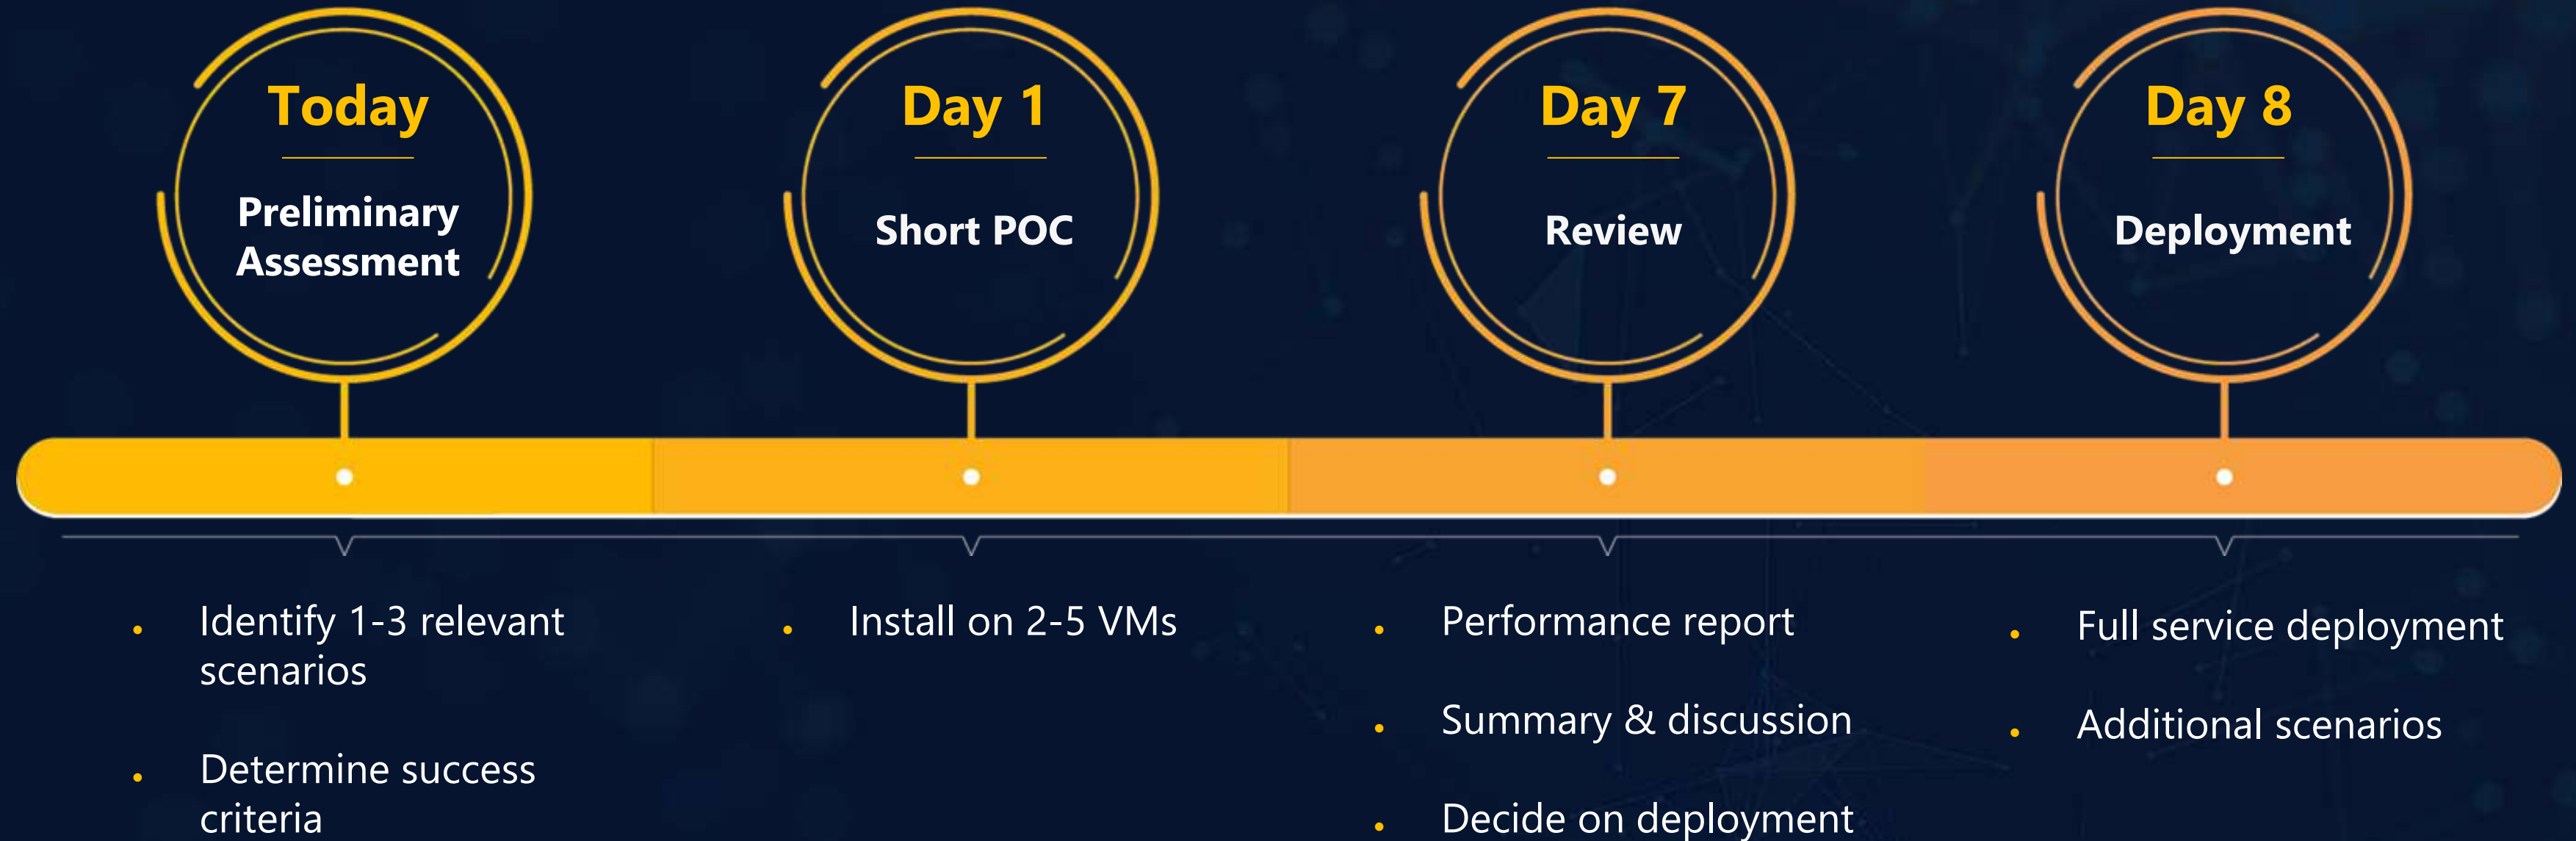 Today
Preliminary
Assessment
• Identify 1-3 relevant
scenarios
• Determine success
criteria
Day 1
Short POC
• Install on 2-5 VMs
Day 7
Review
• Performance report
• Summary & discussion
• Decide on deployment
Day 8
Deployment
• Full service deployment
• Additional scenarios